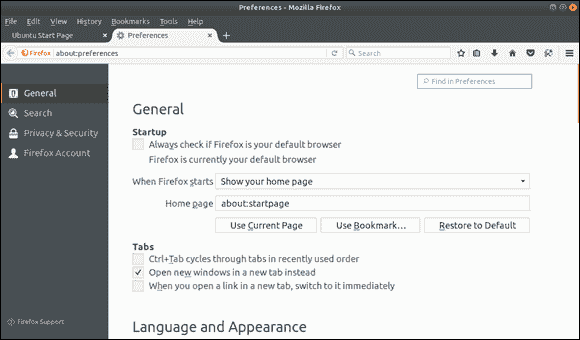 Preferences - Mozilla Firefox
File Edit View History Bookmarks Tools Help
Ubuntu Start Page
Preferences
Firefox about:preferences
Search
Find in Preferences
General
Search
Privacy & Security
Firefox Account
Firefox Support
General
Startup
Always check if Firefox is your default browser
Firefox is currently your default browser
When Firefox starts Show your home page
Home page about:startpage
Use Current Page Use Bookmark... Restore to Default
Tabs
Ctrl+Tab cycles through tabs in recently used order
Open new windows in a new tab instead
When you open a link in a new tab, switch to it immediately
Language and Appearance